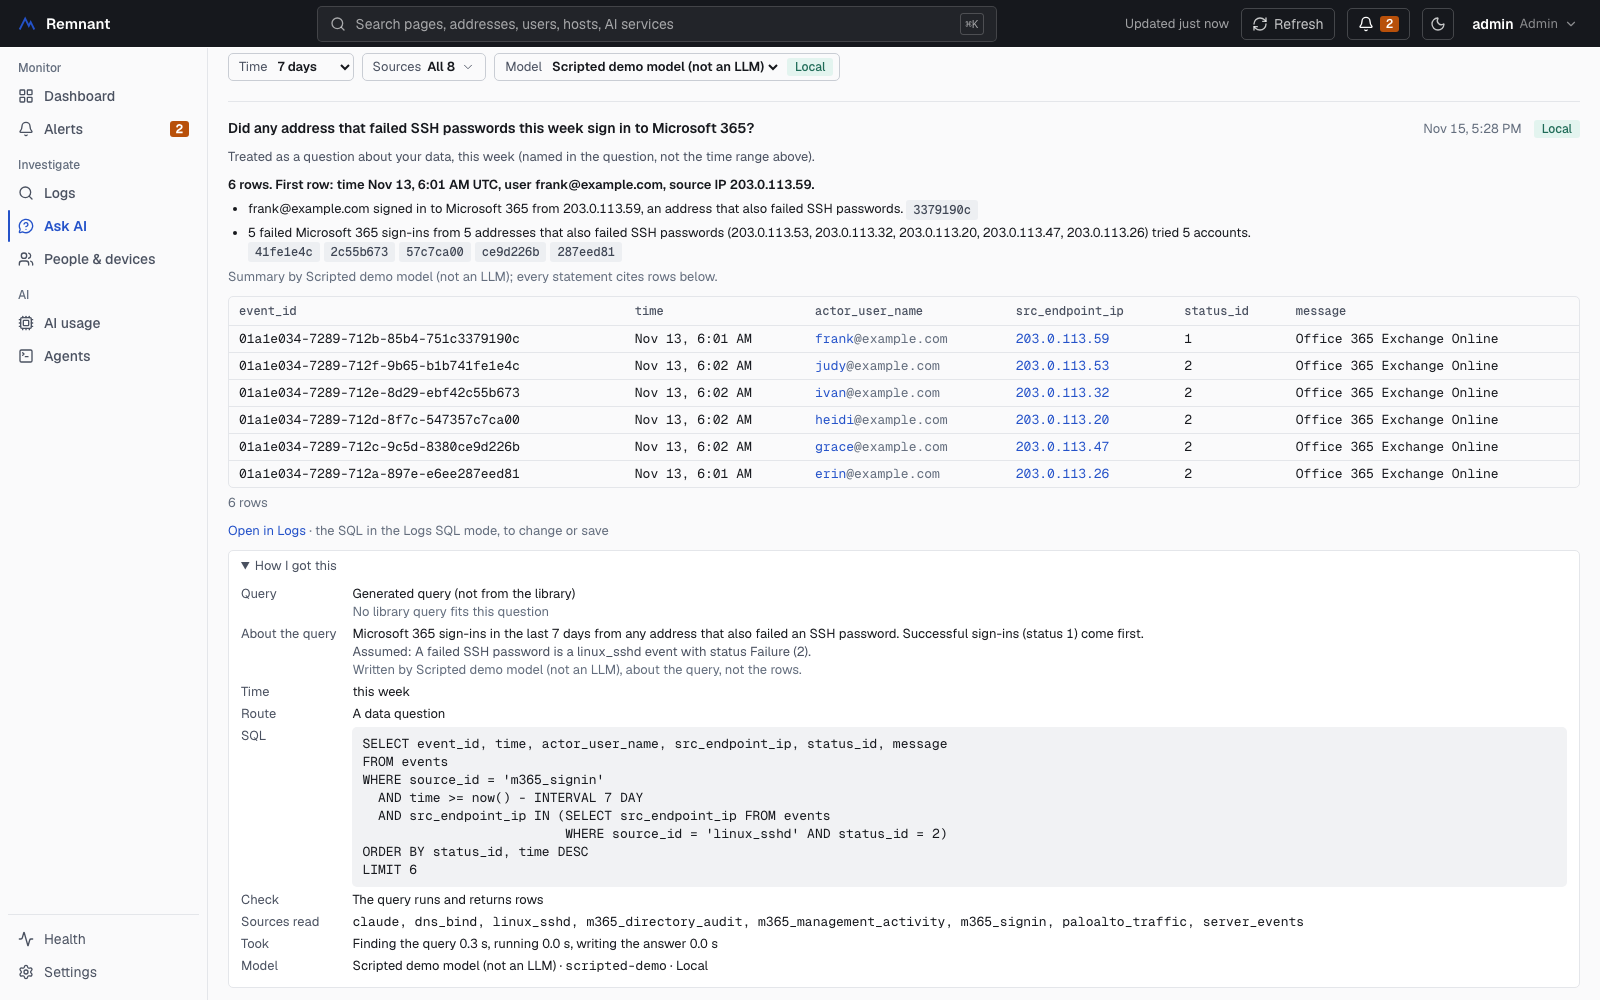 Remnant
Search pages, addresses, users, hosts, AI services
⌘K
Updated just now
Refresh
2
admin Admin
Monitor
Dashboard
Alerts 2
Investigate
Logs
Ask AI
People & devices
AI
AI usage
Agents
Health
Settings
Time 7 days
Sources All 8
Model Scripted demo model (not an LLM) Local
Did any address that failed SSH passwords this week sign in to Microsoft 365?
Nov 15, 5:28 PM Local
Treated as a question about your data, this week (named in the question, not the time range above).
6 rows. First row: time Nov 13, 6:01 AM UTC, user frank@example.com, source IP 203.0.113.59.
• frank@example.com signed in to Microsoft 365 from 203.0.113.59, an address that also failed SSH passwords. 3379190c
• 5 failed Microsoft 365 sign-ins from 5 addresses that also failed SSH passwords (203.0.113.53, 203.0.113.32, 203.0.113.20, 203.0.113.47, 203.0.113.26) tried 5 accounts.
41fe1e4c 2c55b673 57c7ca00 ce9d226b 287eed81
Summary by Scripted demo model (not an LLM); every statement cites rows below.
event_id time actor_user_name src_endpoint_ip status_id message
01a1e034-7289-712b-85b4-751c3379190c Nov 13, 6:01 AM frank@example.com 203.0.113.59 1 Office 365 Exchange Online
01a1e034-7289-712f-9b65-b1b741fe1e4c Nov 13, 6:02 AM judy@example.com 203.0.113.53 2 Office 365 Exchange Online
01a1e034-7289-712e-8d29-ebf42c55b673 Nov 13, 6:02 AM ivan@example.com 203.0.113.32 2 Office 365 Exchange Online
01a1e034-7289-712d-8f7c-547357c7ca00 Nov 13, 6:02 AM heidi@example.com 203.0.113.20 2 Office 365 Exchange Online
01a1e034-7289-712c-9c5d-8380ce9d226b Nov 13, 6:02 AM grace@example.com 203.0.113.47 2 Office 365 Exchange Online
01a1e034-7289-712a-897e-e6ee287eed81 Nov 13, 6:01 AM erin@example.com 203.0.113.26 2 Office 365 Exchange Online
6 rows
Open in Logs · the SQL in the Logs SQL mode, to change or save
▼ How I got this
Query Generated query (not from the library)
No library query fits this question
About the query Microsoft 365 sign-ins in the last 7 days from any address that also failed an SSH password. Successful sign-ins (status 1) come first.
Assumed: A failed SSH password is a linux_sshd event with status Failure (2).
Written by Scripted demo model (not an LLM), about the query, not the rows.
Time this week
Route A data question
SQL SELECT event_id, time, actor_user_name, src_endpoint_ip, status_id, message
FROM events
WHERE source_id = 'm365_signin'
AND time >= now() - INTERVAL 7 DAY
AND src_endpoint_ip IN (SELECT src_endpoint_ip FROM events
WHERE source_id = 'linux_sshd' AND status_id = 2)
ORDER BY status_id, time DESC
LIMIT 6
Check The query runs and returns rows
Sources read claude, dns_bind, linux_sshd, m365_directory_audit, m365_management_activity, m365_signin, paloalto_traffic, server_events
Took Finding the query 0.3 s, running 0.0 s, writing the answer 0.0 s
Model Scripted demo model (not an LLM) · scripted-demo · Local